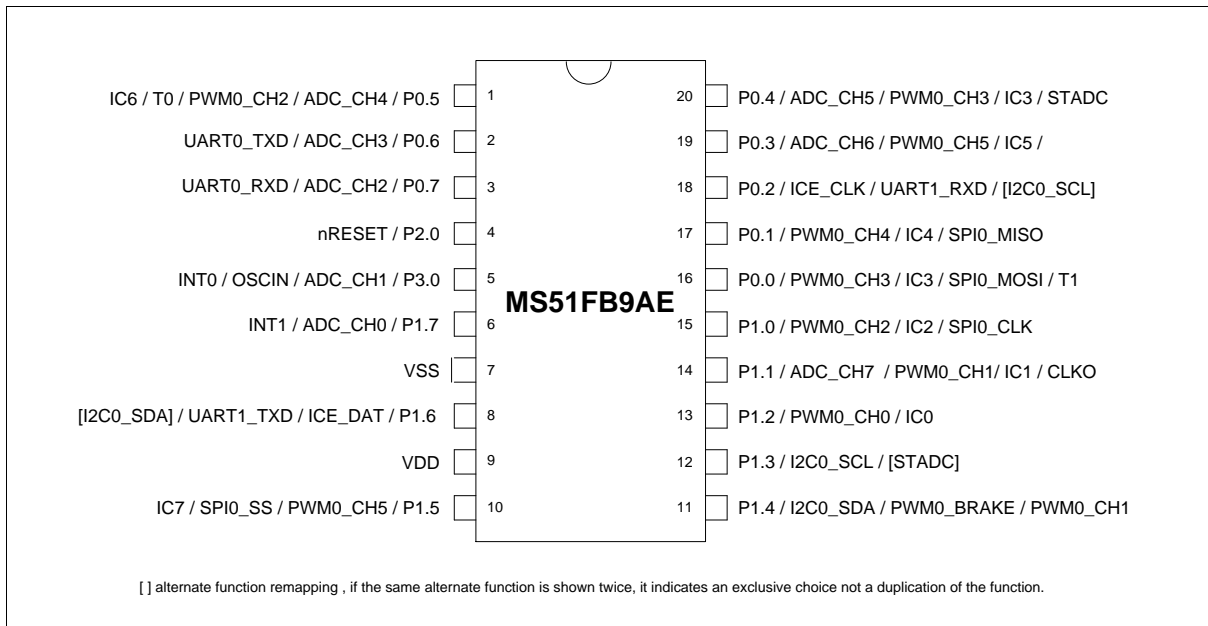 IC6 / T0 / PWM0_CH2 / ADC_CH4 / P0.5 1 20 P0.4 / ADC_CH5 / PWM0_CH3 / IC3 / STADC
UART0_TXD / ADC_CH3 / P0.6 2 19 P0.3 / ADC_CH6 / PWM0_CH5 / IC5 /
UART0_RXD / ADC_CH2 / P0.7 3 18 P0.2 / ICE_CLK / UART1_RXD / [I2C0_SCL]
nRESET / P2.0 4 17 P0.1 / PWM0_CH4 / IC4 / SPI0_MISO
INT0 / OSCIN / ADC_CH1 / P3.0 5 16 P0.0 / PWM0_CH3 / IC3 / SPI0_MOSI / T1
MS51FB9AE
INT1 / ADC_CH0 / P1.7 6 15 P1.0 / PWM0_CH2 / IC2 / SPI0_CLK
VSS 7 14 P1.1 / ADC_CH7 / PWM0_CH1/ IC1 / CLKO
[I2C0_SDA] / UART1_TXD / ICE_DAT / P1.6 8 13 P1.2 / PWM0_CH0 / IC0
VDD 9 12 P1.3 / I2C0_SCL / [STADC]
IC7 / SPI0_SS / PWM0_CH5 / P1.5 10 11 P1.4 / I2C0_SDA / PWM0_BRAKE / PWM0_CH1
[ ] alternate function remapping , if the same alternate function is shown twice, it indicates an exclusive choice not a duplication of the function.